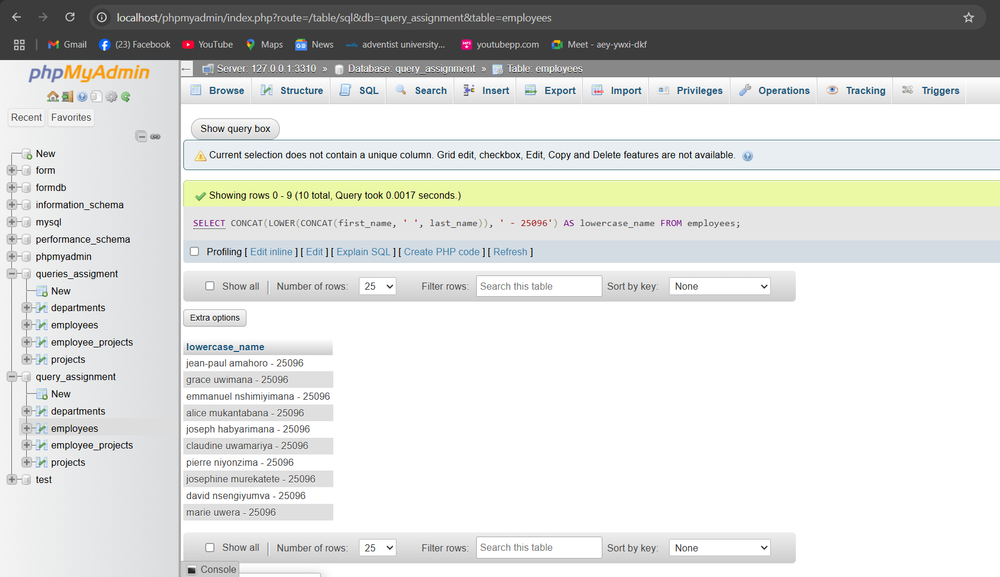 localhost/phpmyadmin/index.php?route=/table/sql&db=query_assignment&table=employees
Gmail (23) Facebook YouTube Maps News adventist university... youtubepp.com Meet - aey-ywxi-dkf
phpMyAdmin
Recent Favorites
New
form
formdb
information_schema
mysql
performance_schema
phpmyadmin
queries_assigment
New
departments
employees
employee_projects
projects
query_assignment
New
departments
employees
employee_projects
projects
test
Server: 127.0.0.1:3310 » Database: query_assignment » Table: employees
Browse Structure SQL Search Insert Export Import Privileges Operations Tracking Triggers
Show query box
Current selection does not contain a unique column. Grid edit, checkbox, Edit, Copy and Delete features are not available.
Showing rows 0 - 9 (10 total, Query took 0.0017 seconds.)
SELECT CONCAT(LOWER(CONCAT(first_name, ' ', last_name)), ' - 25096') AS lowercase_name FROM employees;
Profiling [ Edit inline ] [ Edit ] [ Explain SQL ] [ Create PHP code ] [ Refresh ]
Show all Number of rows: 25 Filter rows: Search this table Sort by key: None
Extra options
lowercase_name
jean-paul amahoro - 25096
grace uwimana - 25096
emmanuel nshimiyimana - 25096
alice mukantabana - 25096
joseph habyarimana - 25096
claudine uwamariya - 25096
pierre niyonzima - 25096
josephine murekatete - 25096
david nsengiyumva - 25096
marie uwera - 25096
Show all Number of rows: 25 Filter rows: Search this table Sort by key: None
Console